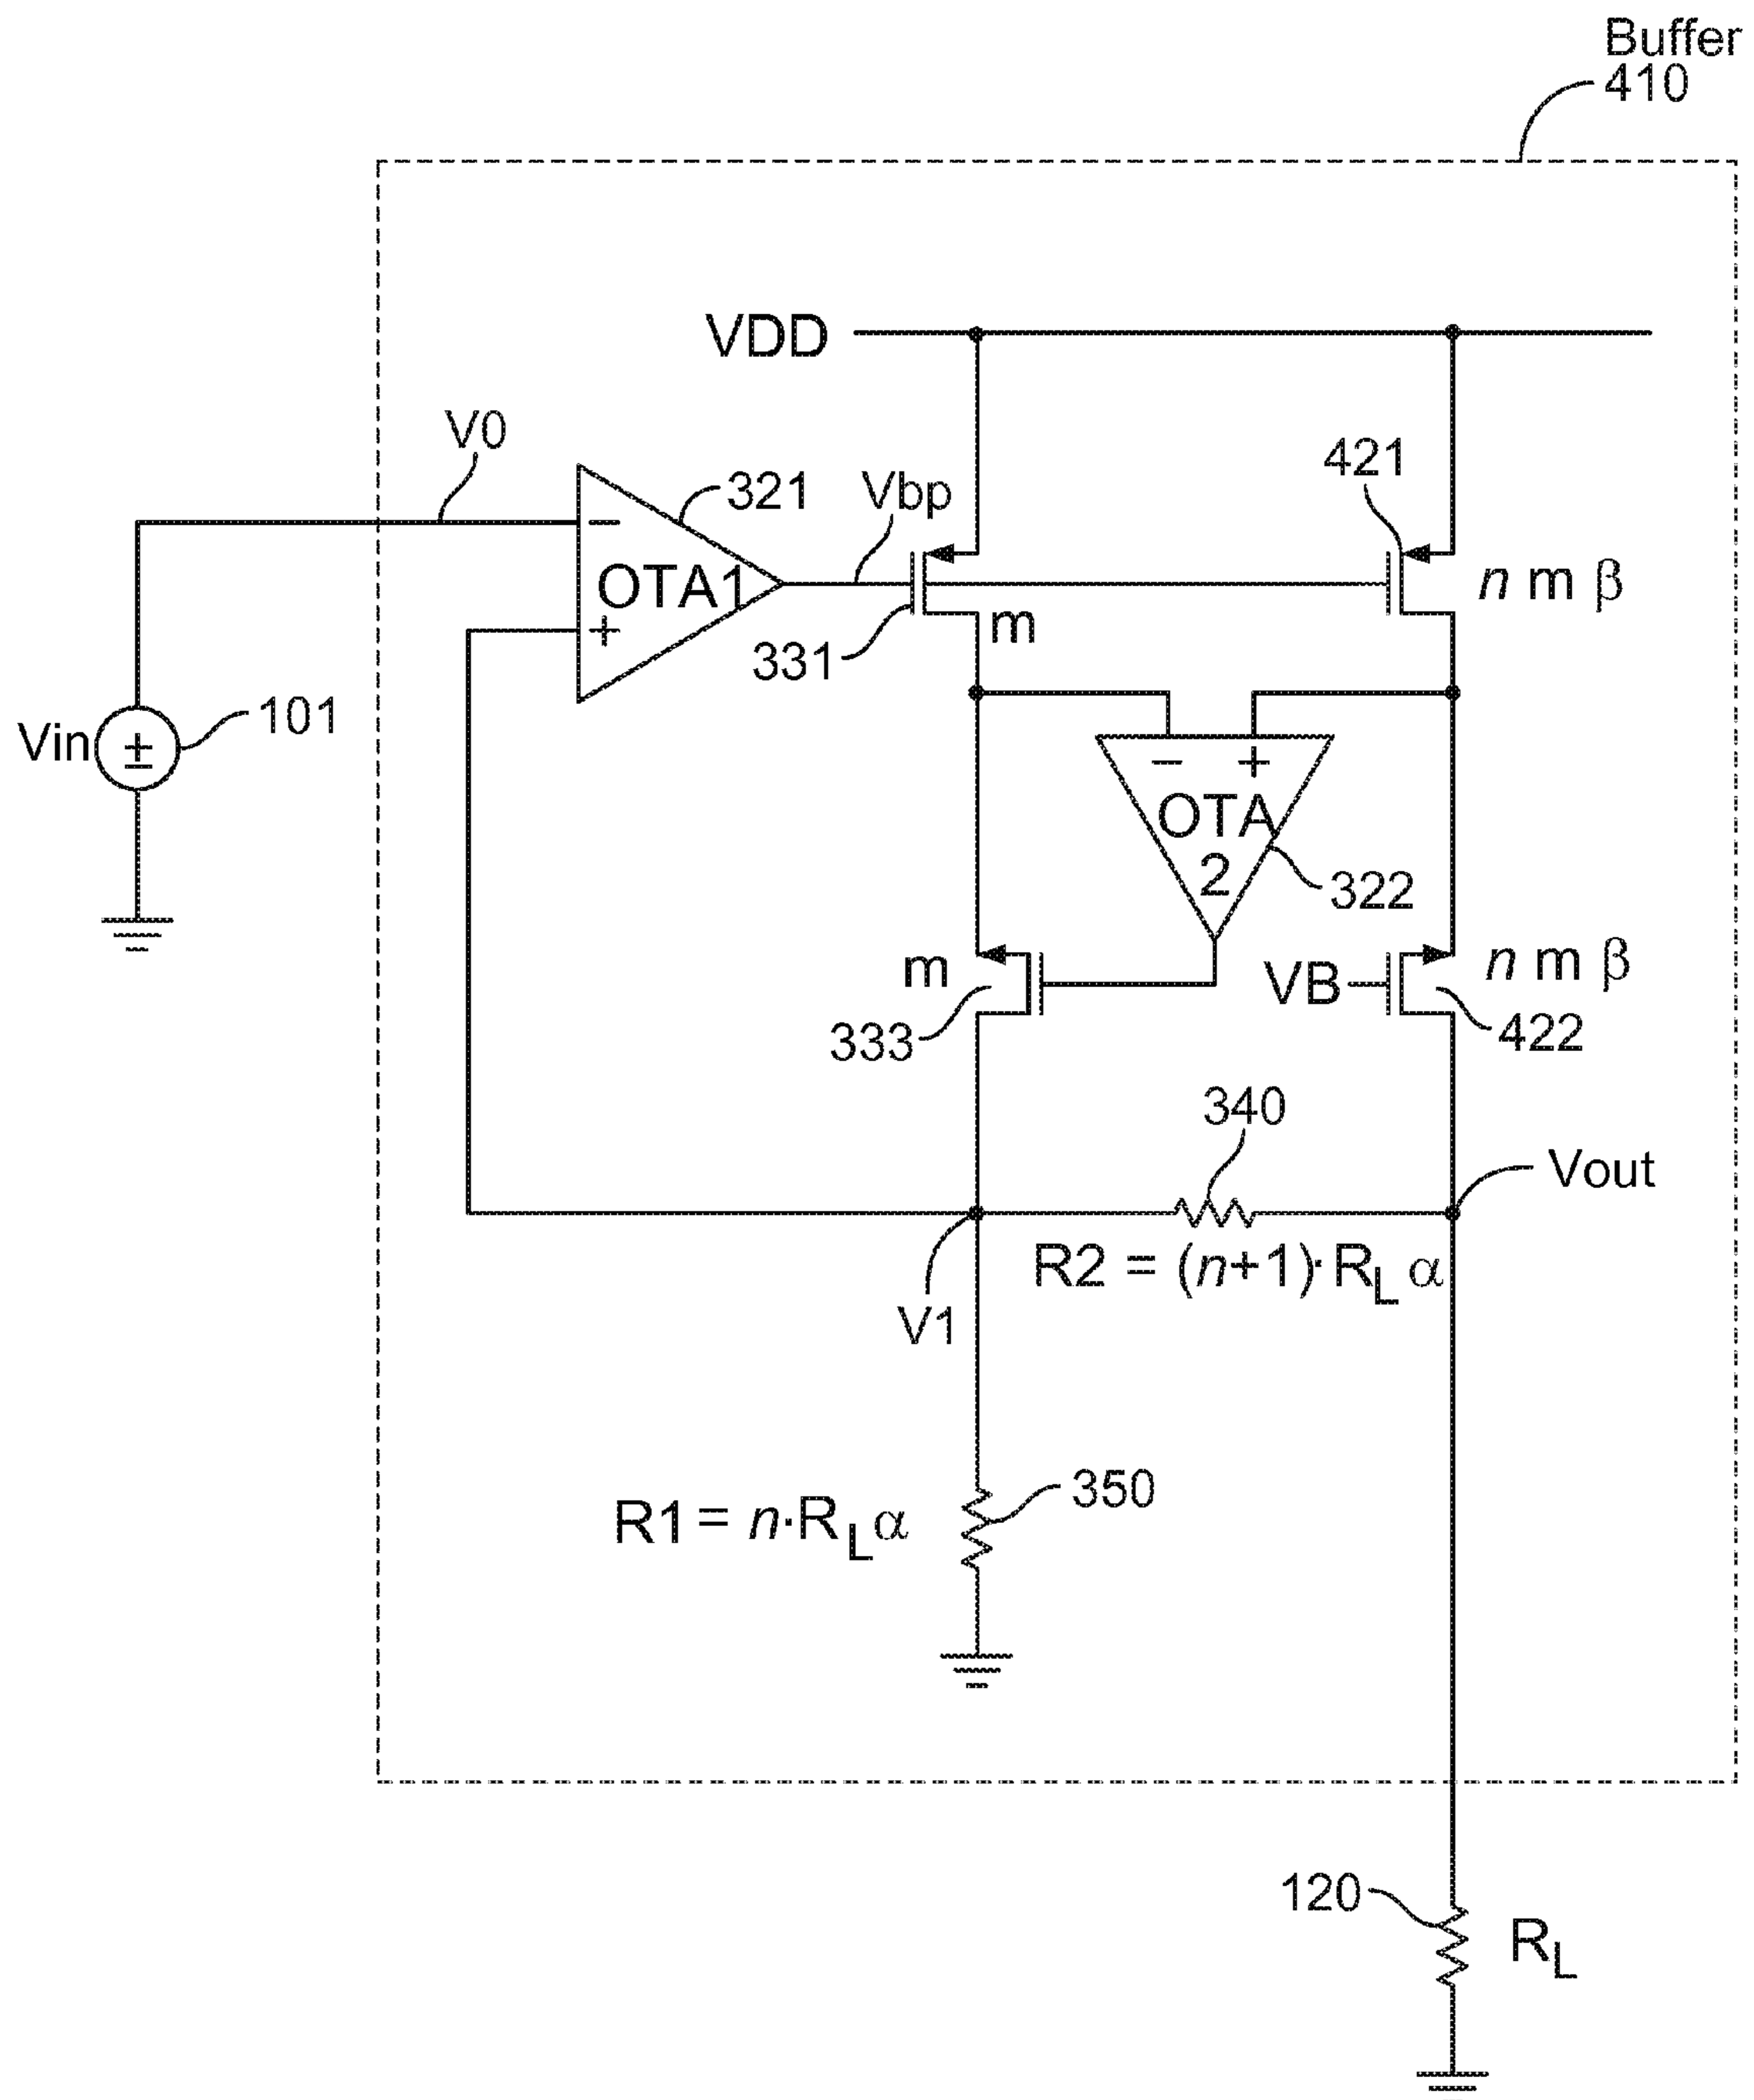 Buffer
410
VDD
V0
321
Vbp
421
−
OTA1
+
n m β
m
331
Vin
±
101
− +
OTA
2
322
m
333
VB
n m β
422
340
Vout
R2 = (n+1)·RL α
V1
350
R1 = n·RL α
120
RL